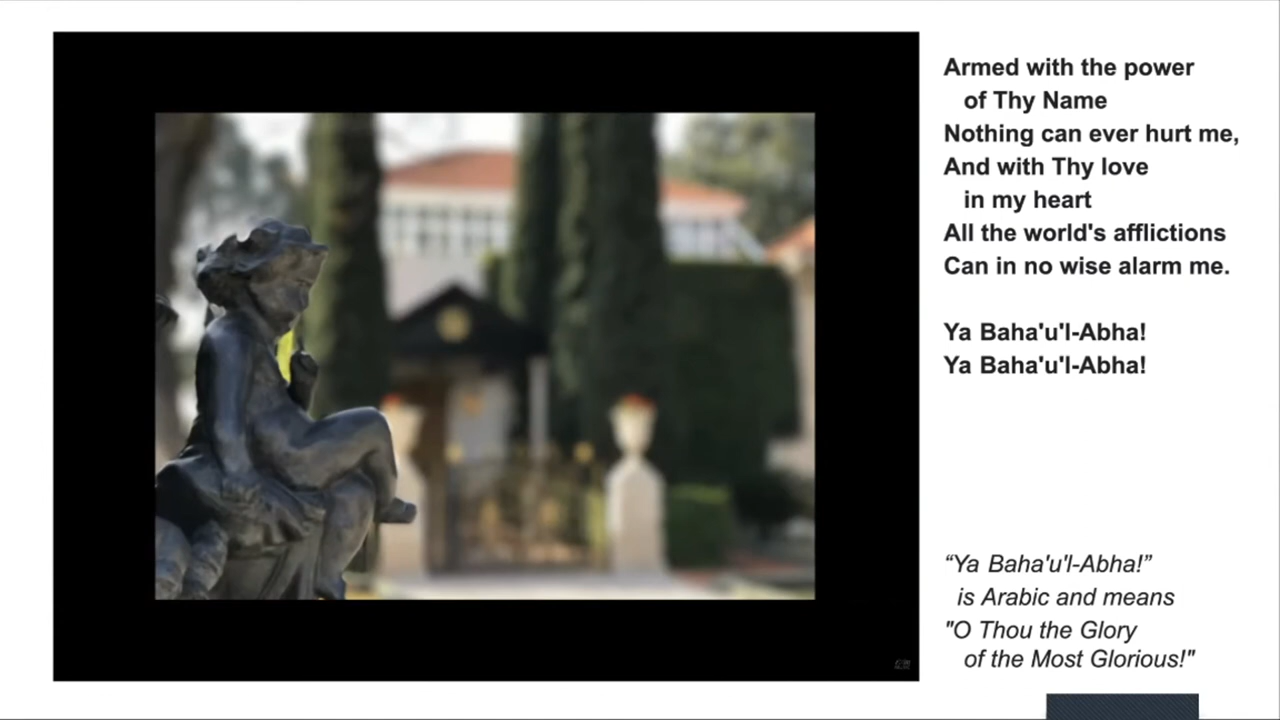 Armed with the power
of Thy Name
Nothing can ever hurt me,
And with Thy love
in my heart
All the world's afflictions
Can in no wise alarm me.
Ya Baha'u'l-Abha!
Ya Baha'u'l-Abha!
“Ya Baha'u'l-Abha!”
is Arabic and means
"O Thou the Glory
of the Most Glorious!"